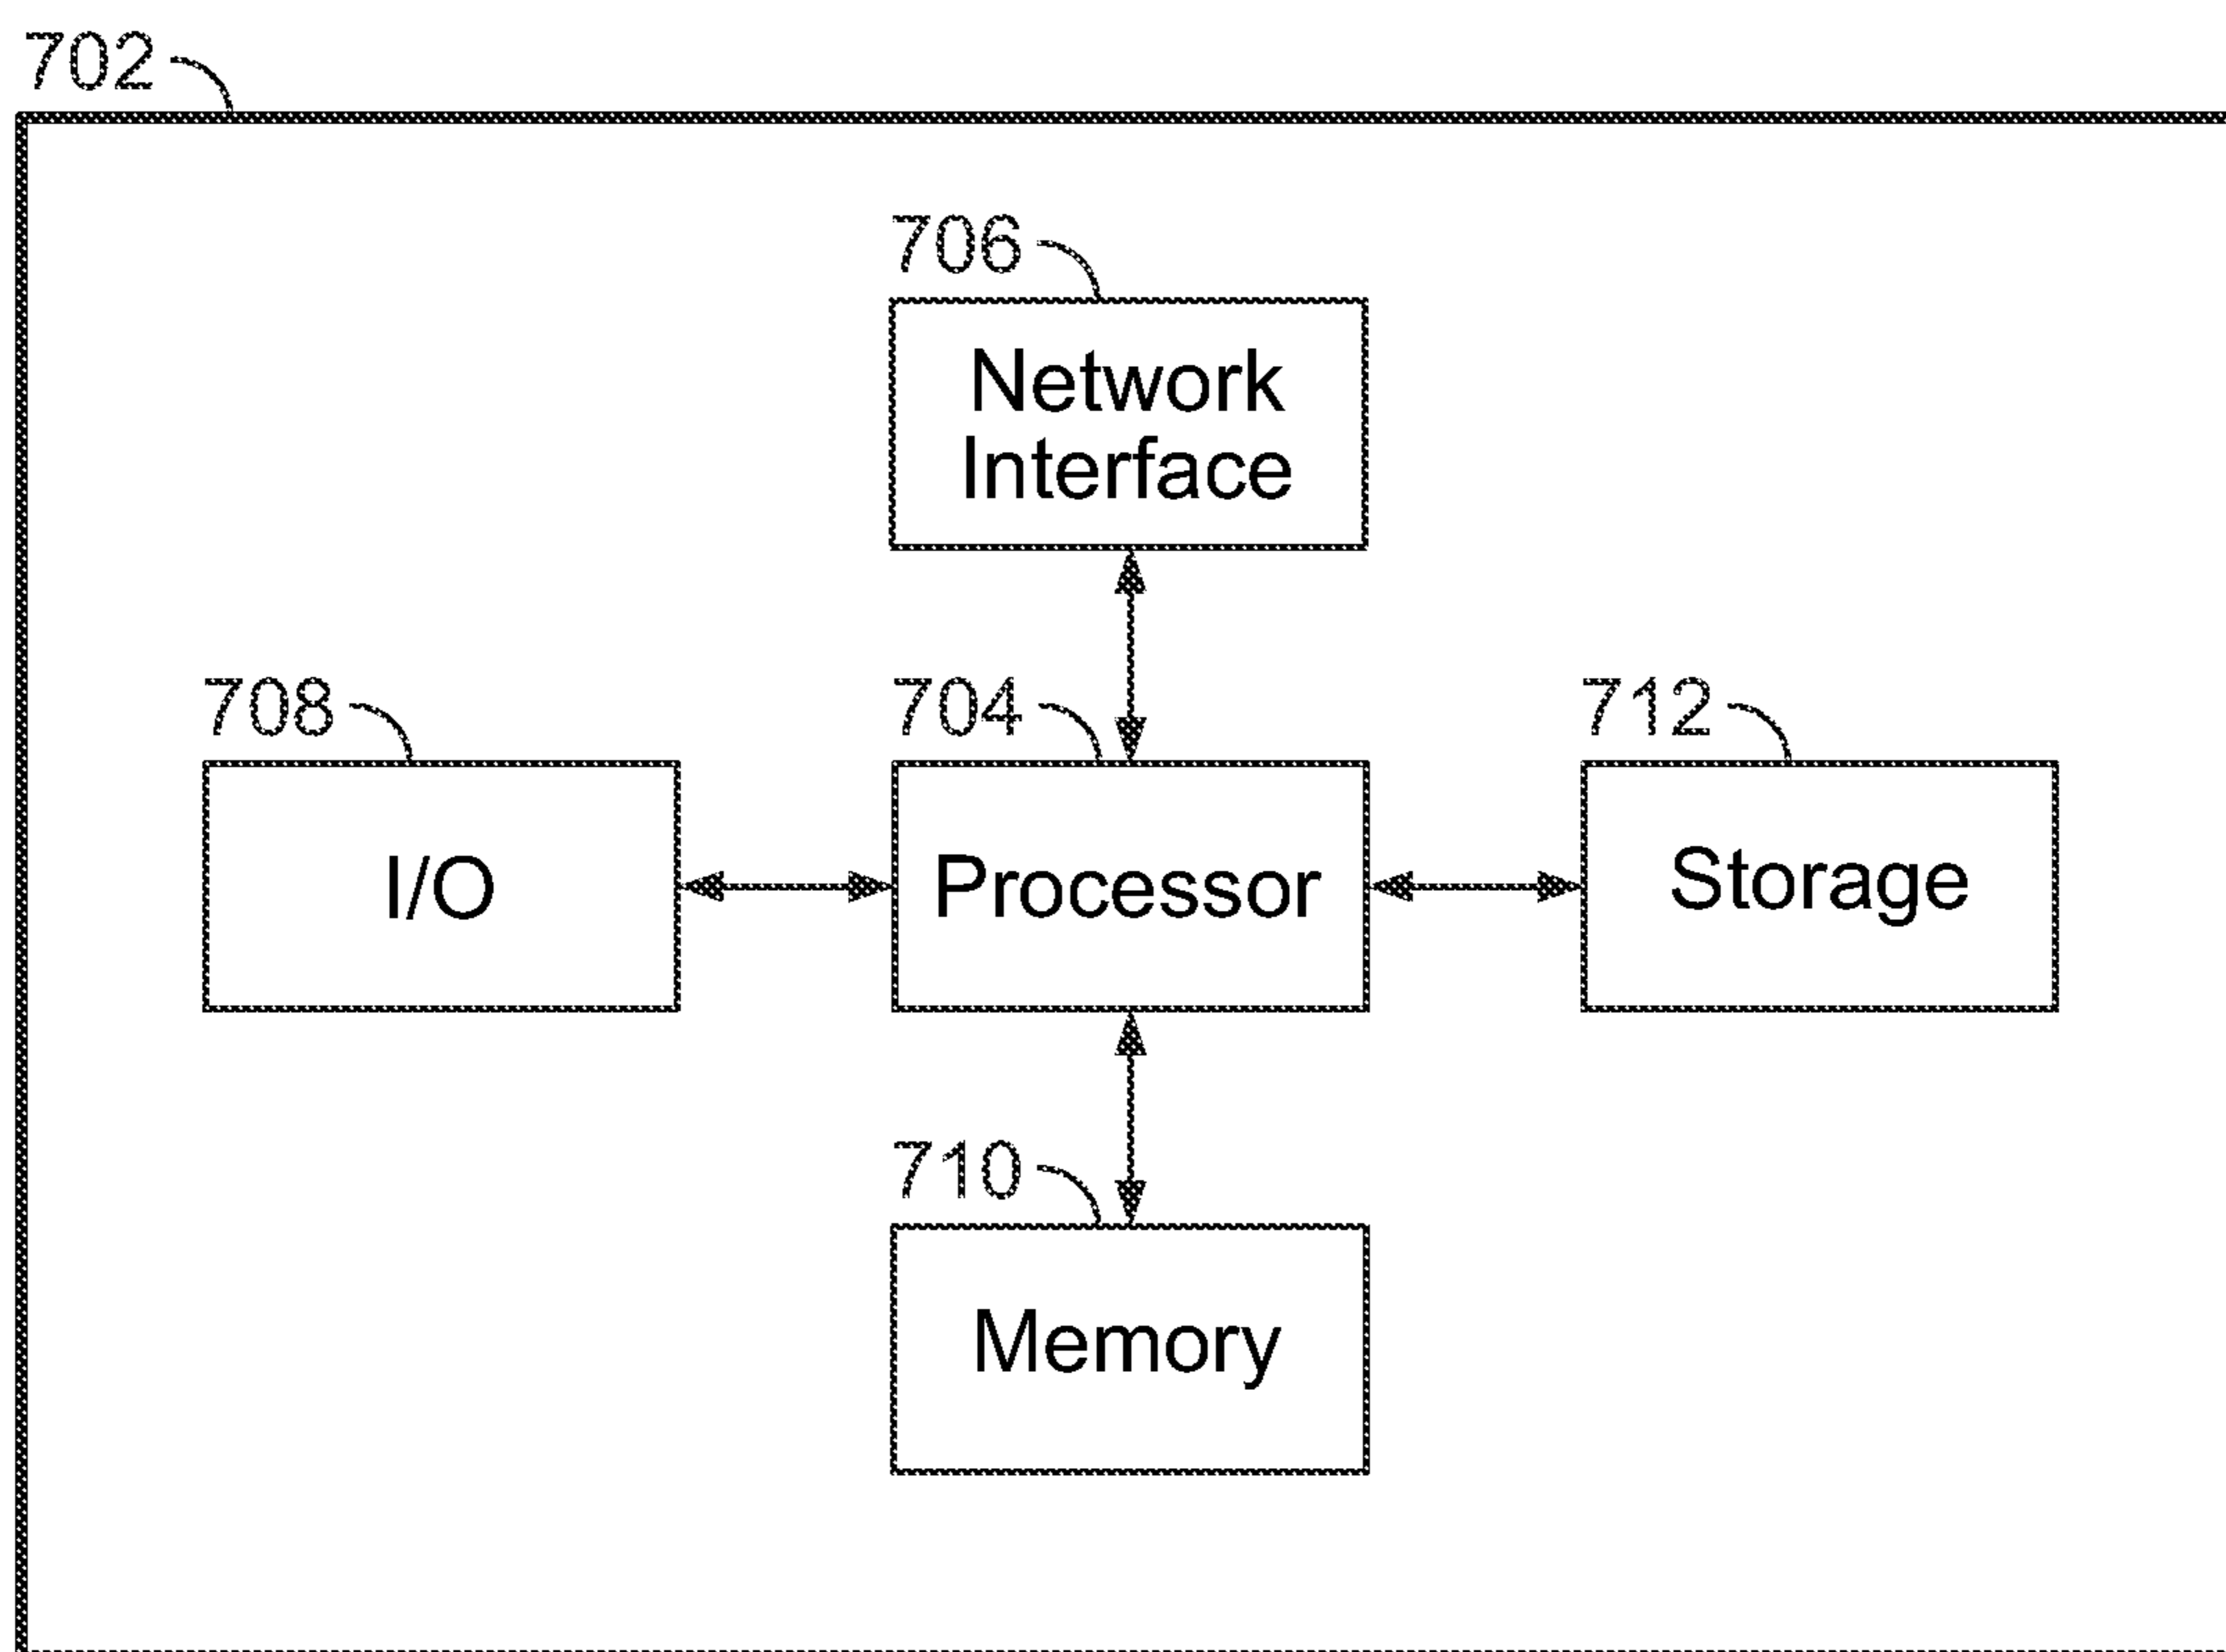 702
706
Network
Interface
708
704
712
I/O
Processor
Storage
710
Memory